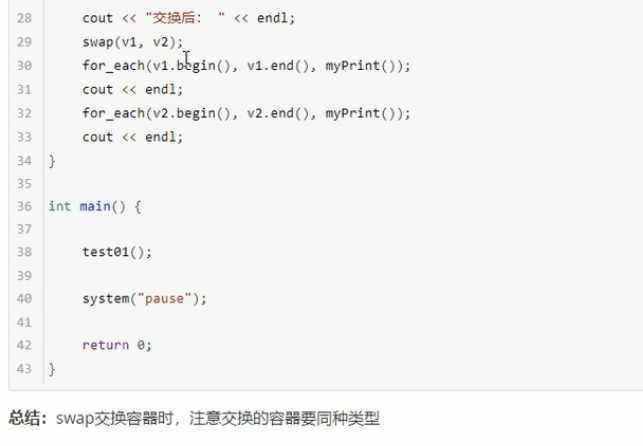 28 cout << "交换后： " << endl;
29 swap(v1, v2);
30 for_each(v1.begin(), v1.end(), myPrint());
31 cout << endl;
32 for_each(v2.begin(), v2.end(), myPrint());
33 cout << endl;
34 }
35
36 int main() {
37
38 test01();
39
40 system("pause");
41
42 return 0;
43 }
总结：swap交换容器时，注意交换的容器要同种类型